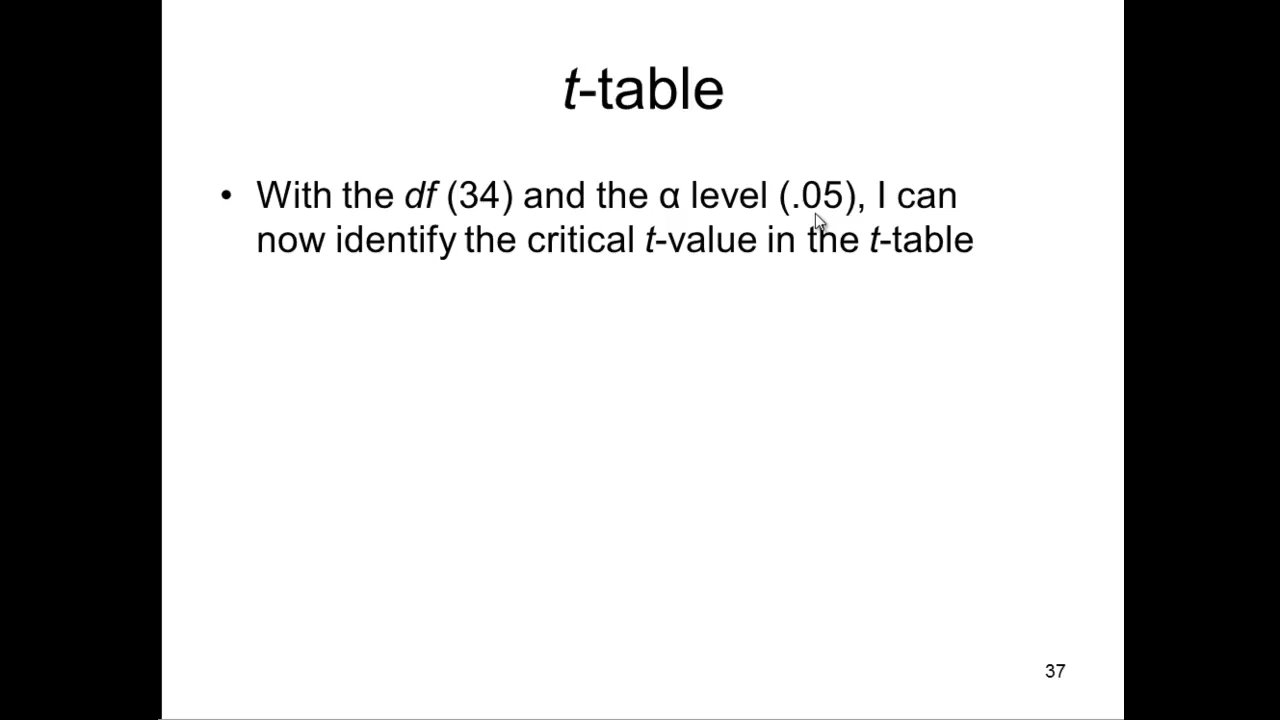 t-table
• With the df (34) and the α level (.05), I can
now identify the critical t-value in the t-table
37